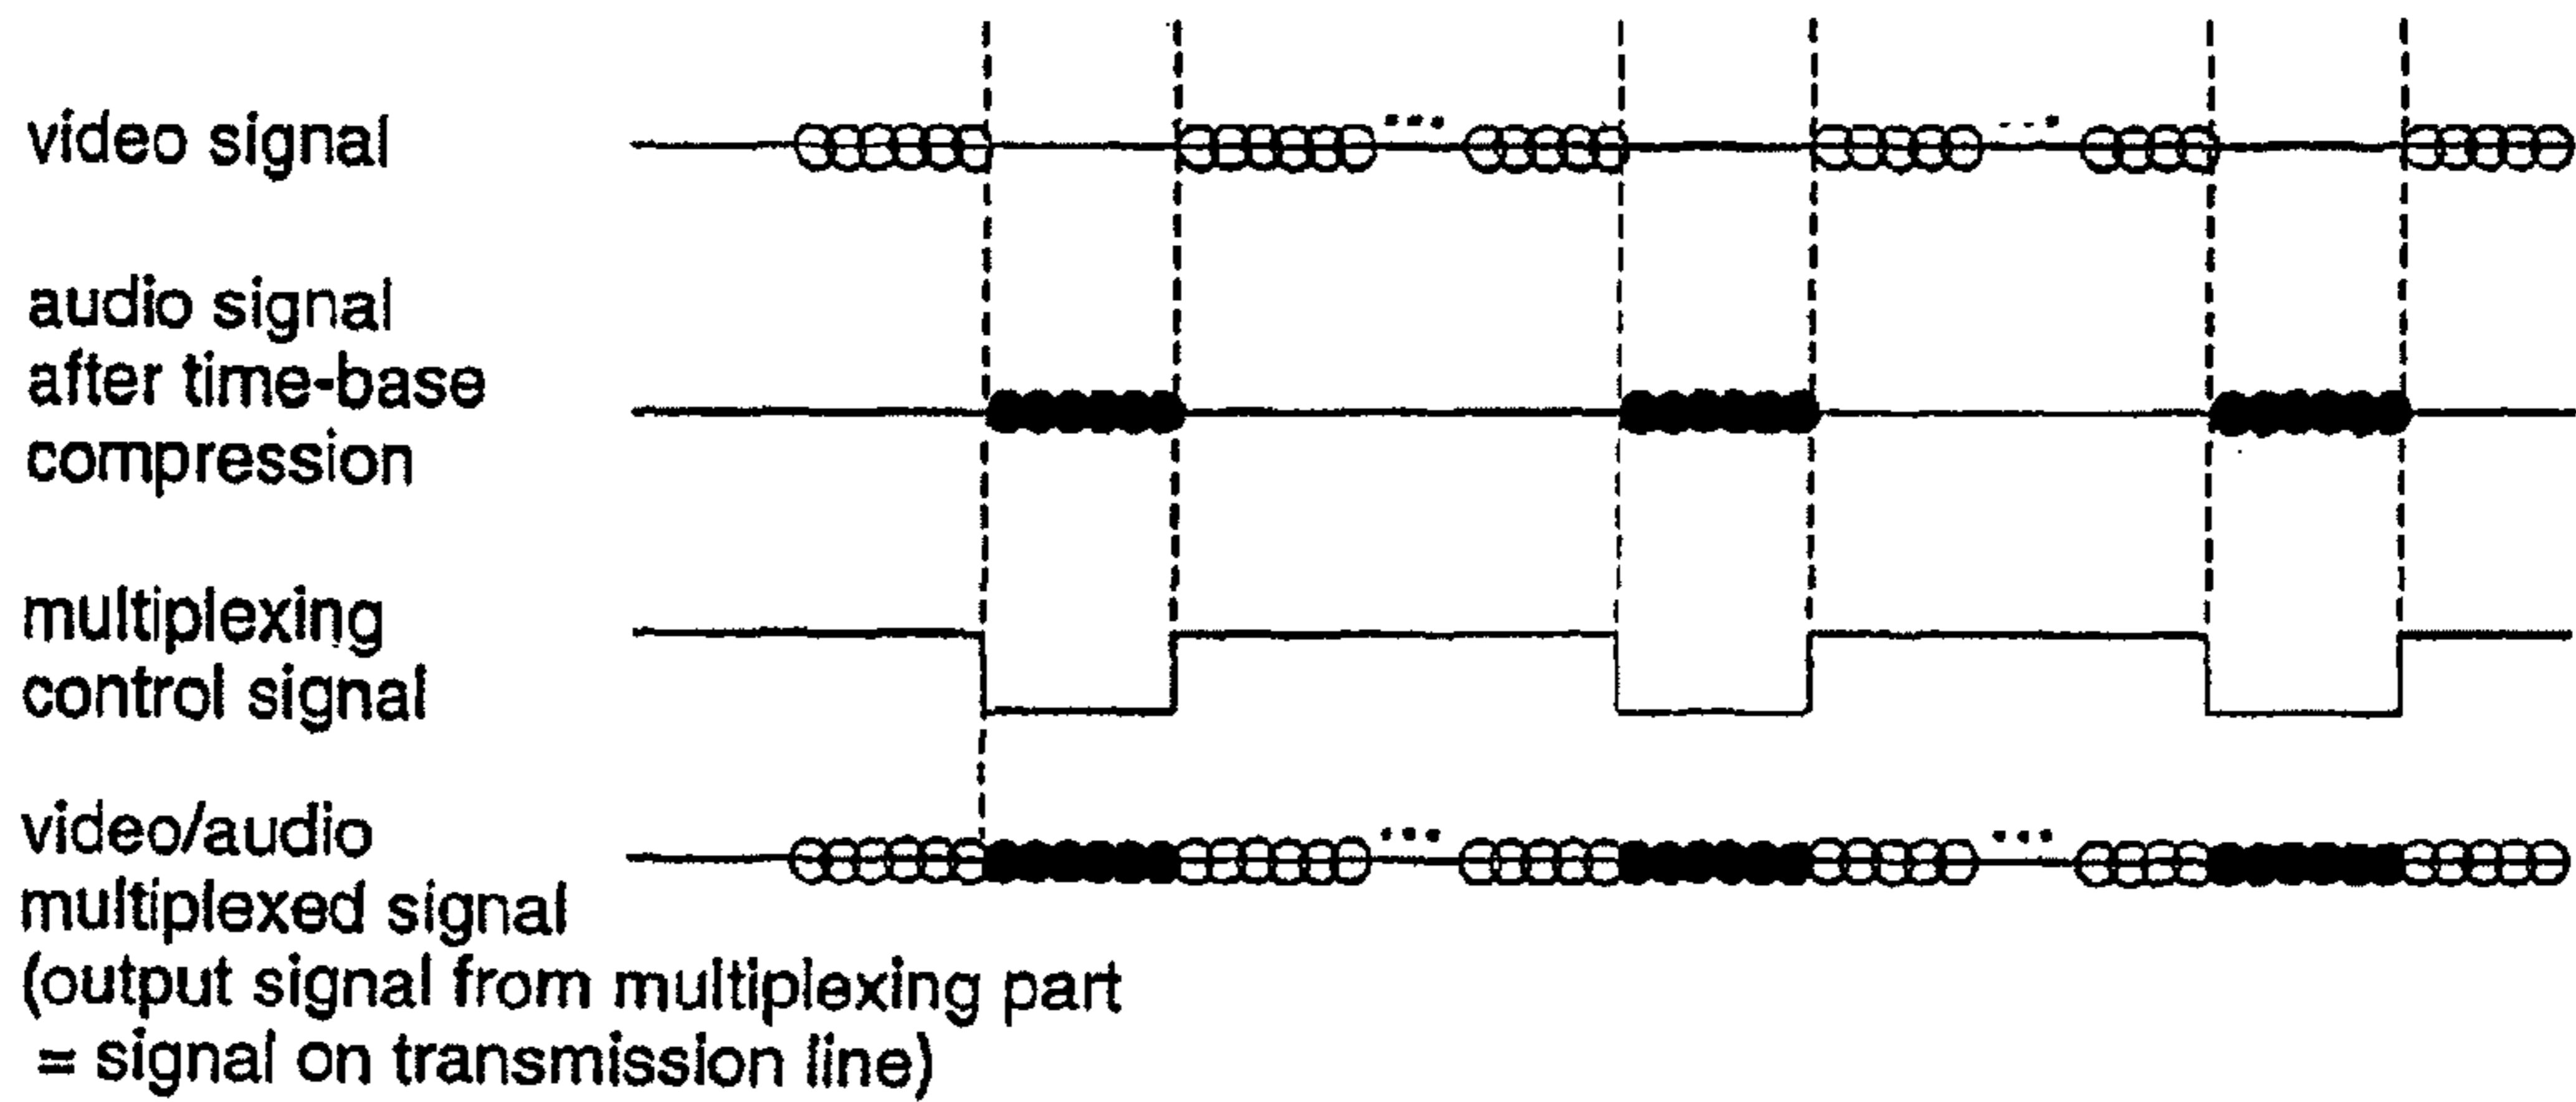 video signal
audio signal
after time-base
compression
multiplexing
control signal
video/audio
multiplexed signal
(output signal from multiplexing part
= signal on transmission line)